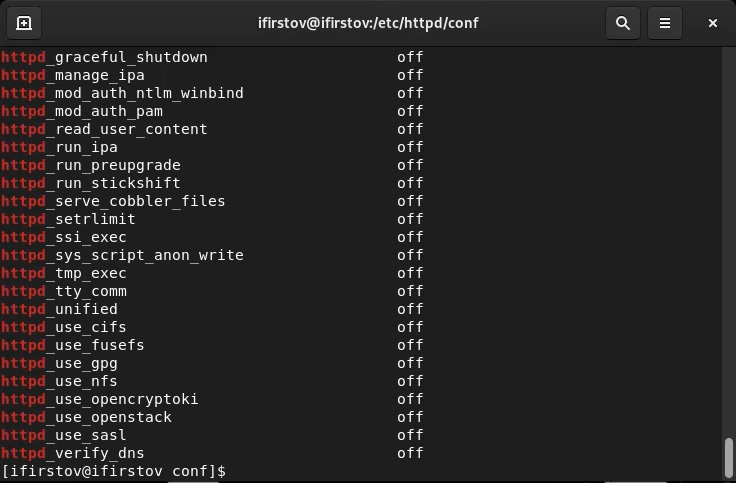 ifirstov@ifirstov:/etc/httpd/conf
httpd_graceful_shutdown off
httpd_manage_ipa off
httpd_mod_auth_ntlm_winbind off
httpd_mod_auth_pam off
httpd_read_user_content off
httpd_run_ipa off
httpd_run_preupgrade off
httpd_run_stickshift off
httpd_serve_cobbler_files off
httpd_setrlimit off
httpd_ssi_exec off
httpd_sys_script_anon_write off
httpd_tmp_exec off
httpd_tty_comm off
httpd_unified off
httpd_use_cifs off
httpd_use_fusefs off
httpd_use_gpg off
httpd_use_nfs off
httpd_use_opencryptoki off
httpd_use_openstack off
httpd_use_sasl off
httpd_verify_dns off
[ifirstov@ifirstov conf]$